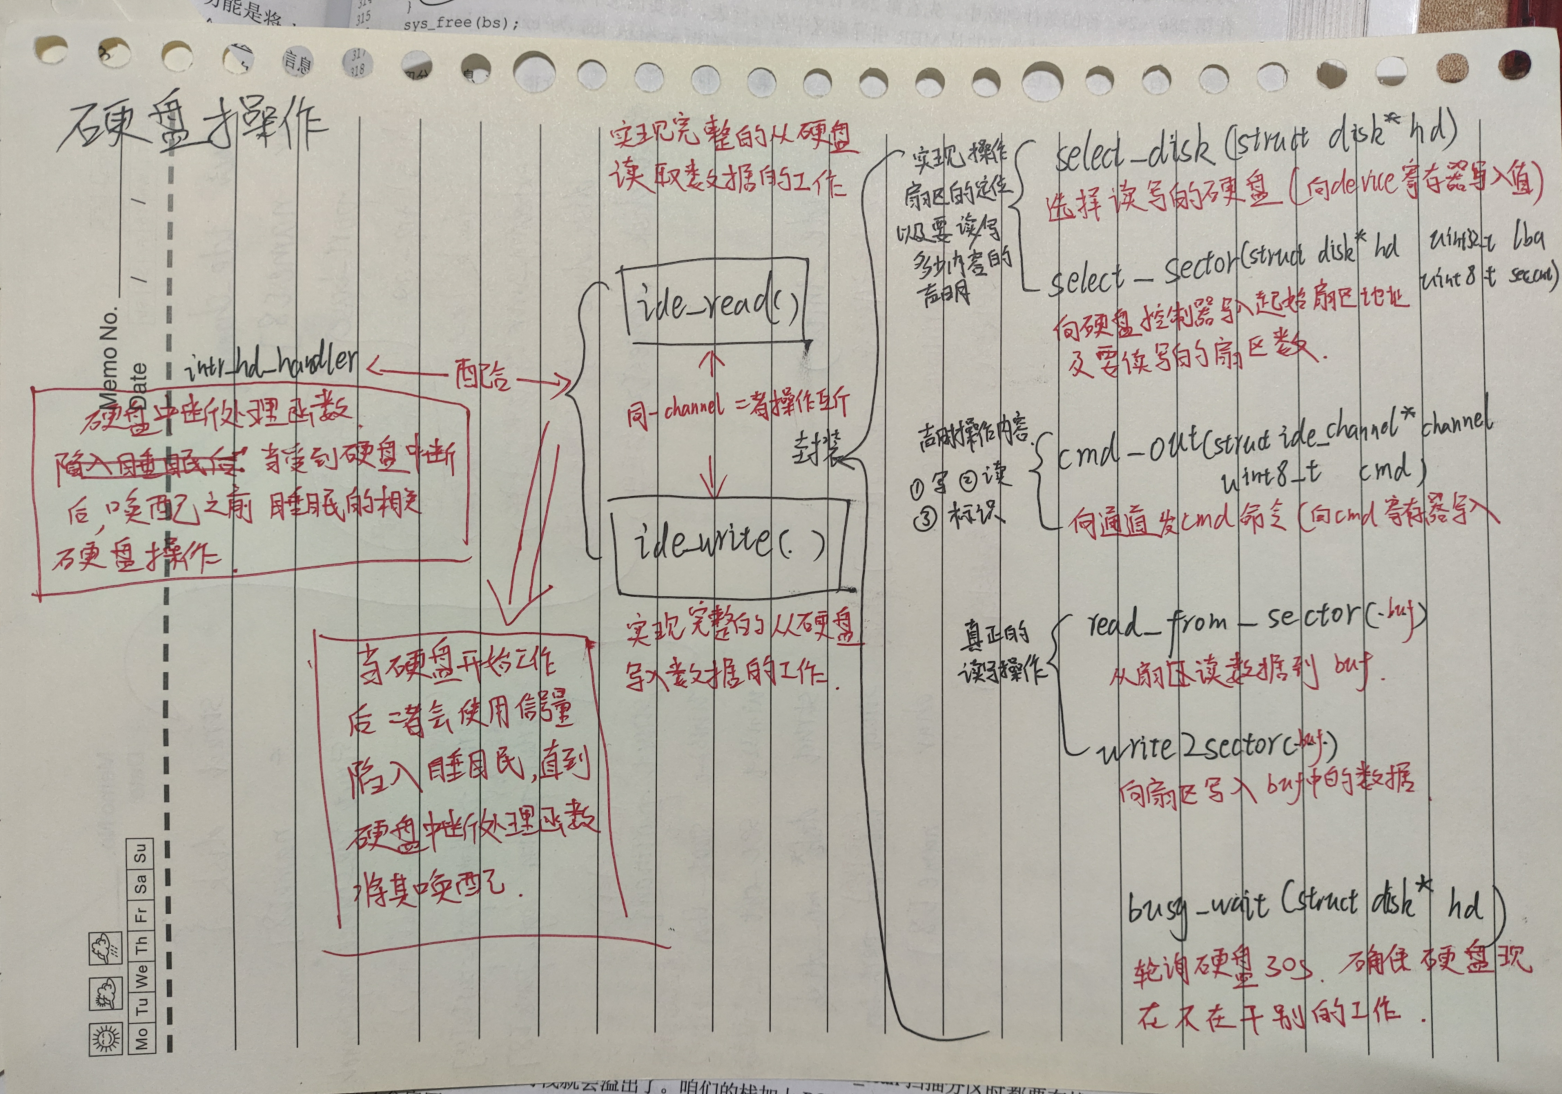 sys_free(bs);
315
信息
317
318
硬盘操作
Memo No.
Date
实现完整的从硬盘
读取数据的工作
ide_read()
同一channel 二者操作互斥
ide_write( )
实现完整的从硬盘
写入数据的工作.
intr_hd_handler
配合
硬盘中断处理函数.
当受到硬盘中断
后,唤醒之前睡眠的相关
硬盘操作.
当硬盘开始工作
后二者会使用信号量
陷入睡眠,直到
硬盘中断处理函数
将其唤醒.
封装
实现操作
扇区的定位
以及要读写
多少内容的
声明
select_disk (struct disk* hd)
选择读写的硬盘 (向device寄存器写入值)
select_sector(struct disk* hd uint32_t lba
uint8_t seccnt)
向硬盘控制器写入起始扇区地址
及要读写的扇区数.
声明操作内容
①写 ②读
③标识
cmd_out(struct ide_channel* channel
uint8_t cmd)
向通道发cmd命令 (向cmd寄存器写入
真正的
读写操作
read_from_sector(..buf)
从扇区读数据到 buf.
write2sector(..buf.)
向扇区写入 buf中的数据.
busy_wait (struct disk* hd)
轮询硬盘30s. 确保硬盘现
在不在干别的工作.
Mo Tu We Th Fr Sa Su